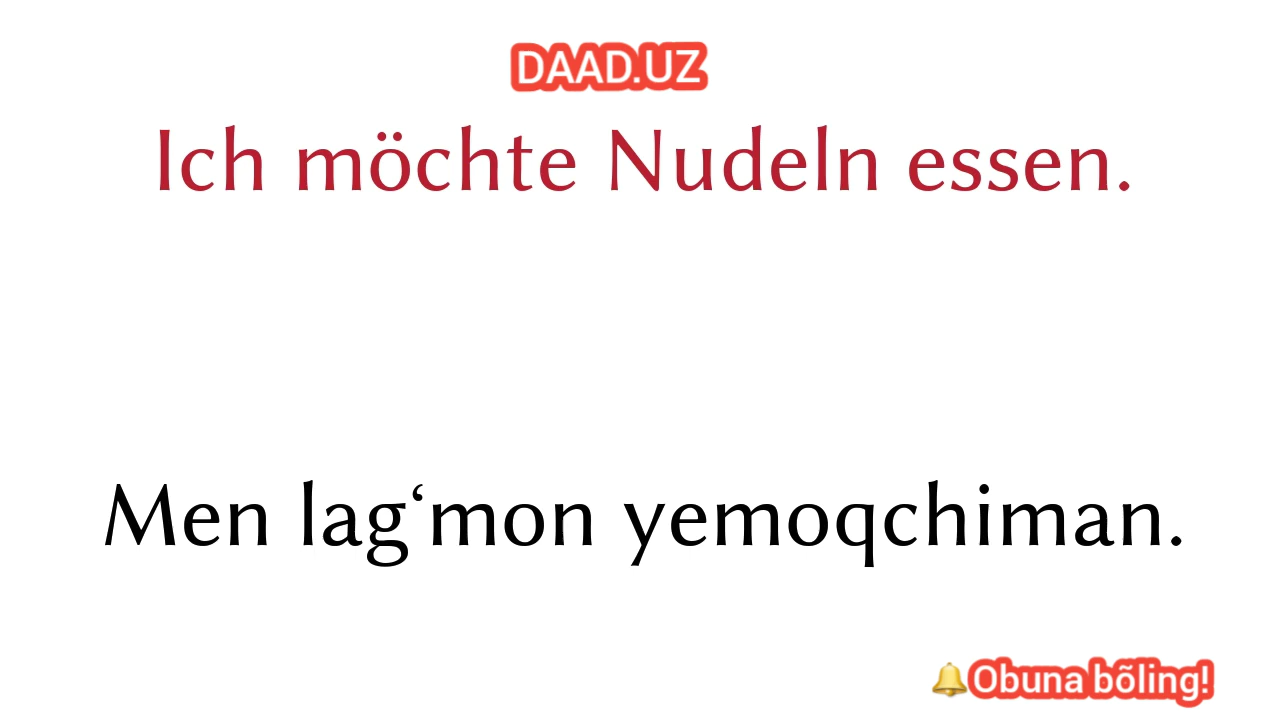 DAAD.UZ
Ich möchte Nudeln essen.
Men lag‘mon yemoqchiman.
🔔Obuna bõling!